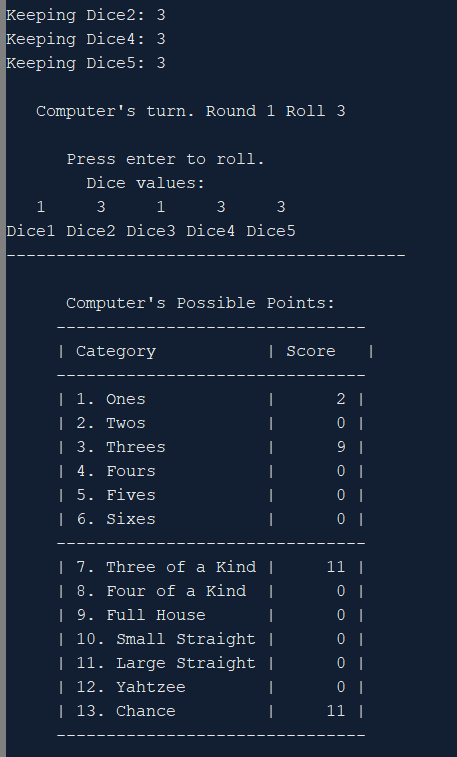 Keeping Dice2: 3
Keeping Dice4: 3
Keeping Dice5: 3
Computer's turn. Round 1 Roll 3
Press enter to roll.
Dice values:
1 3 1 3 3
Dice1 Dice2 Dice3 Dice4 Dice5
----------------------------------------
Computer's Possible Points:
-------------------------------
| Category | Score |
-------------------------------
| 1. Ones | 2 |
| 2. Twos | 0 |
| 3. Threes | 9 |
| 4. Fours | 0 |
| 5. Fives | 0 |
| 6. Sixes | 0 |
-------------------------------
| 7. Three of a Kind | 11 |
| 8. Four of a Kind | 0 |
| 9. Full House | 0 |
| 10. Small Straight | 0 |
| 11. Large Straight | 0 |
| 12. Yahtzee | 0 |
| 13. Chance | 11 |
-------------------------------